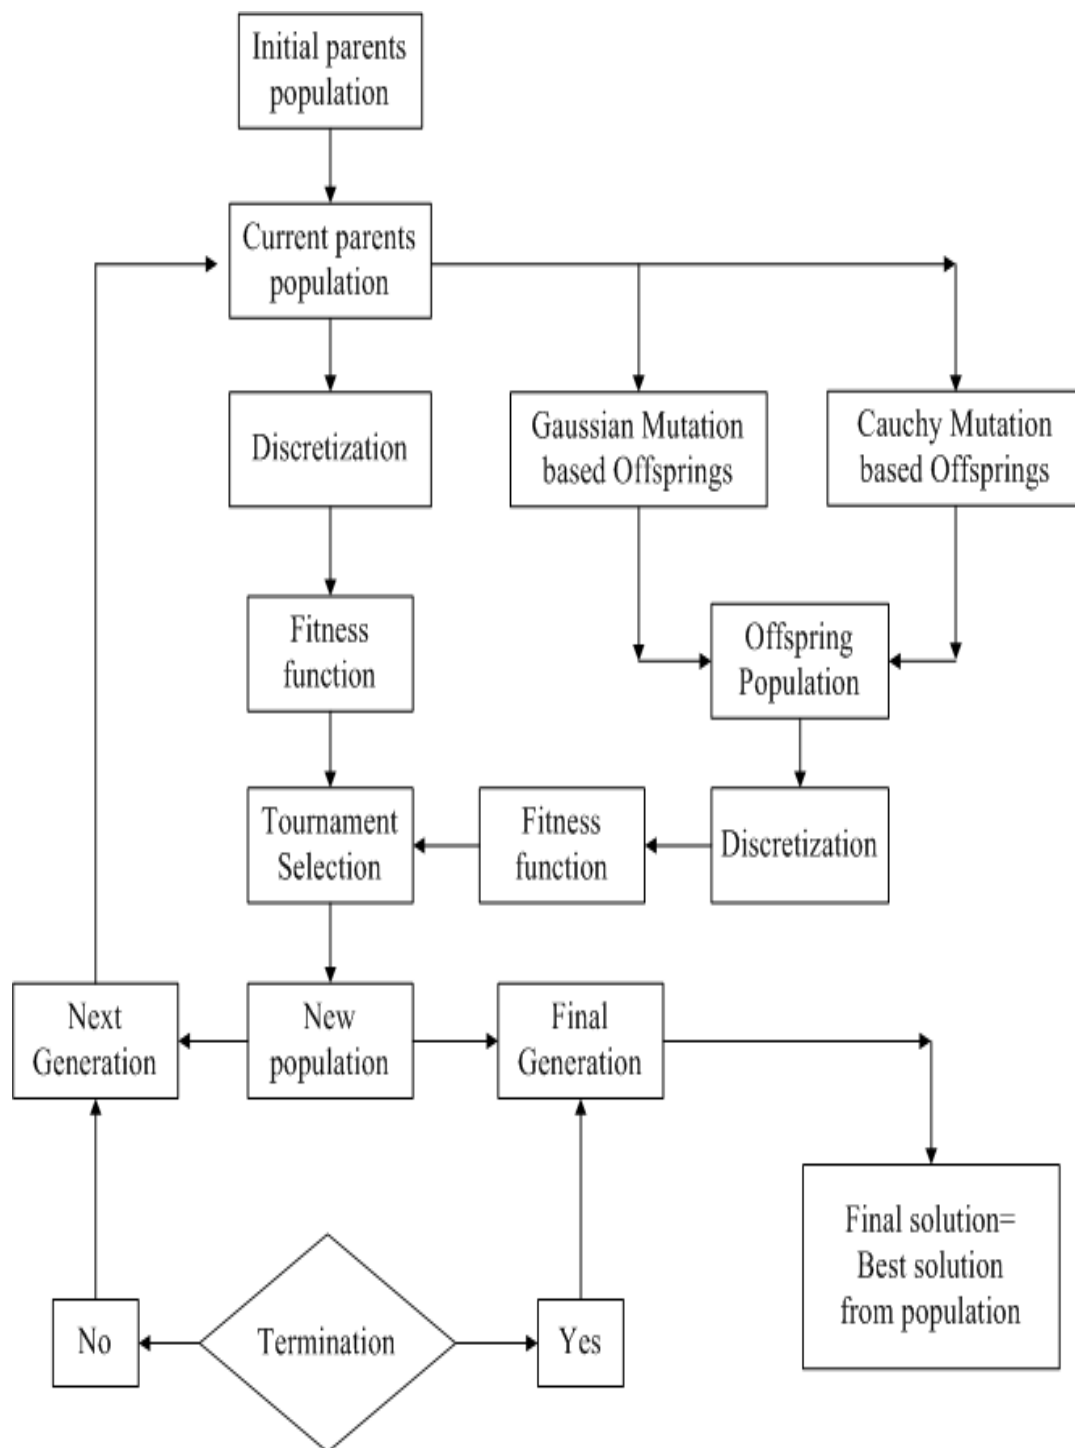 Initial parents
population
Current parents
population
Discretization
Gaussian Mutation
based Offsprings
Cauchy Mutation
based Offsprings
Fitness
function
Offspring
Population
Tournament
Selection
Fitness
function
Discretization
Next
Generation
New
population
Final
Generation
Final solution=
Best solution
from population
No
Termination
Yes